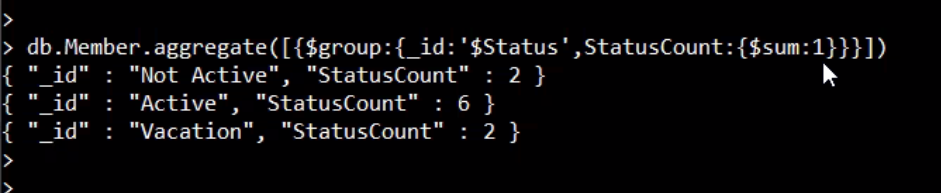 >
> db.Member.aggregate([{$group:{_id:'$Status',StatusCount:{$sum:1}}}])
{ "_id" : "Not Active", "StatusCount" : 2 }
{ "_id" : "Active", "StatusCount" : 6 }
{ "_id" : "Vacation", "StatusCount" : 2 }
>
>